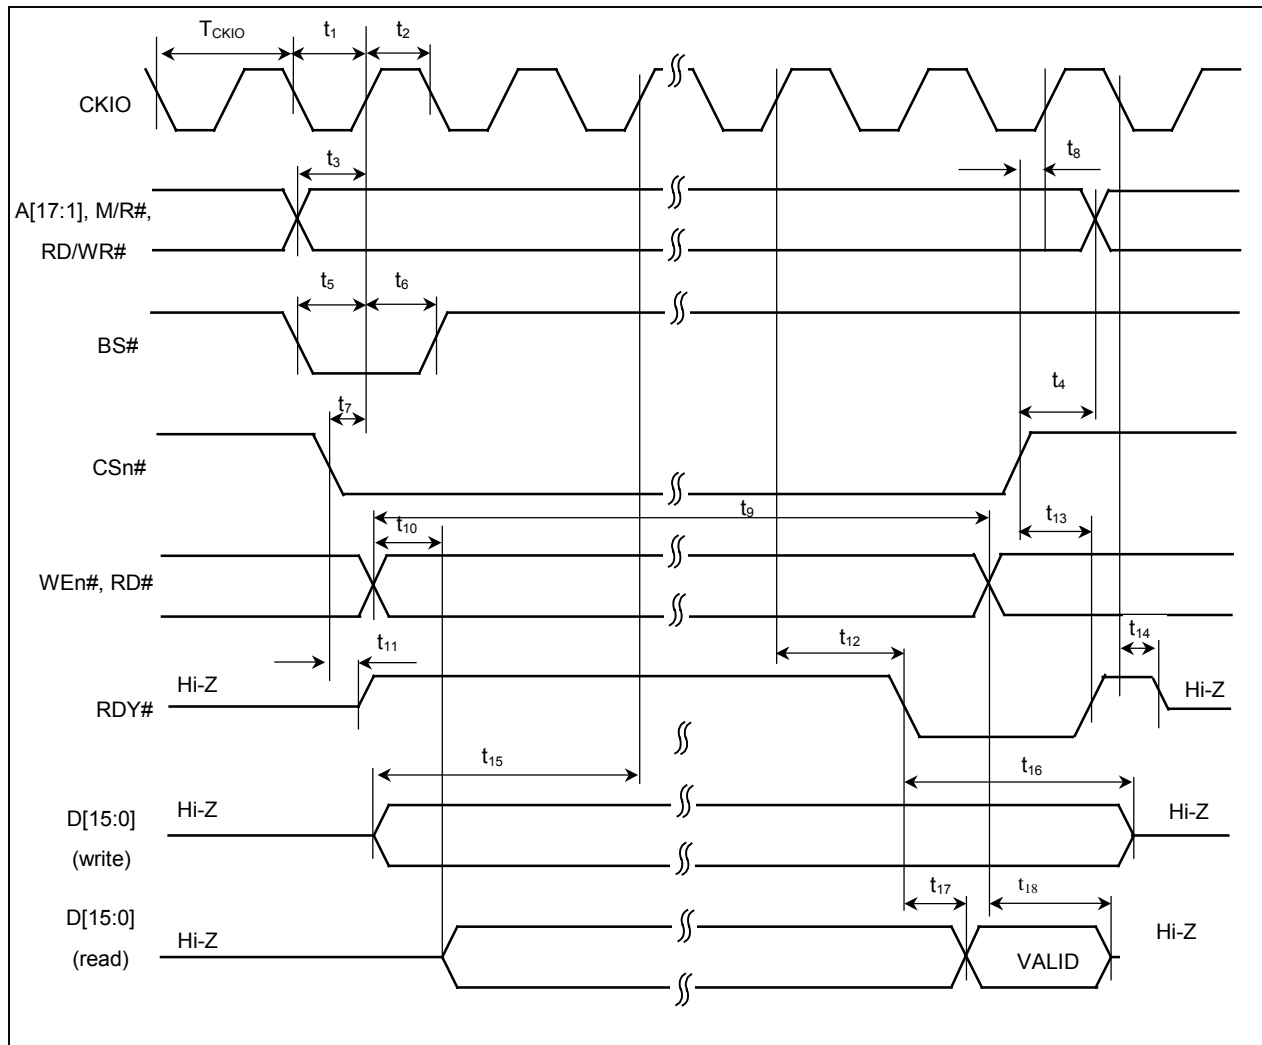 T_CKIO t₁ t₂
CKIO
t₃ t₈
A[17:1], M/R#,
RD/WR#
t₅ t₆
BS#
t₄
t₇
CSn#
t₉
t₁₀ t₁₃
WEn#, RD#
t₁₁ t₁₂ t₁₄
Hi-Z Hi-Z
RDY#
t₁₅ t₁₆
Hi-Z Hi-Z
D[15:0]
(write)
t₁₇ t₁₈
D[15:0]
Hi-Z Hi-Z
(read) VALID